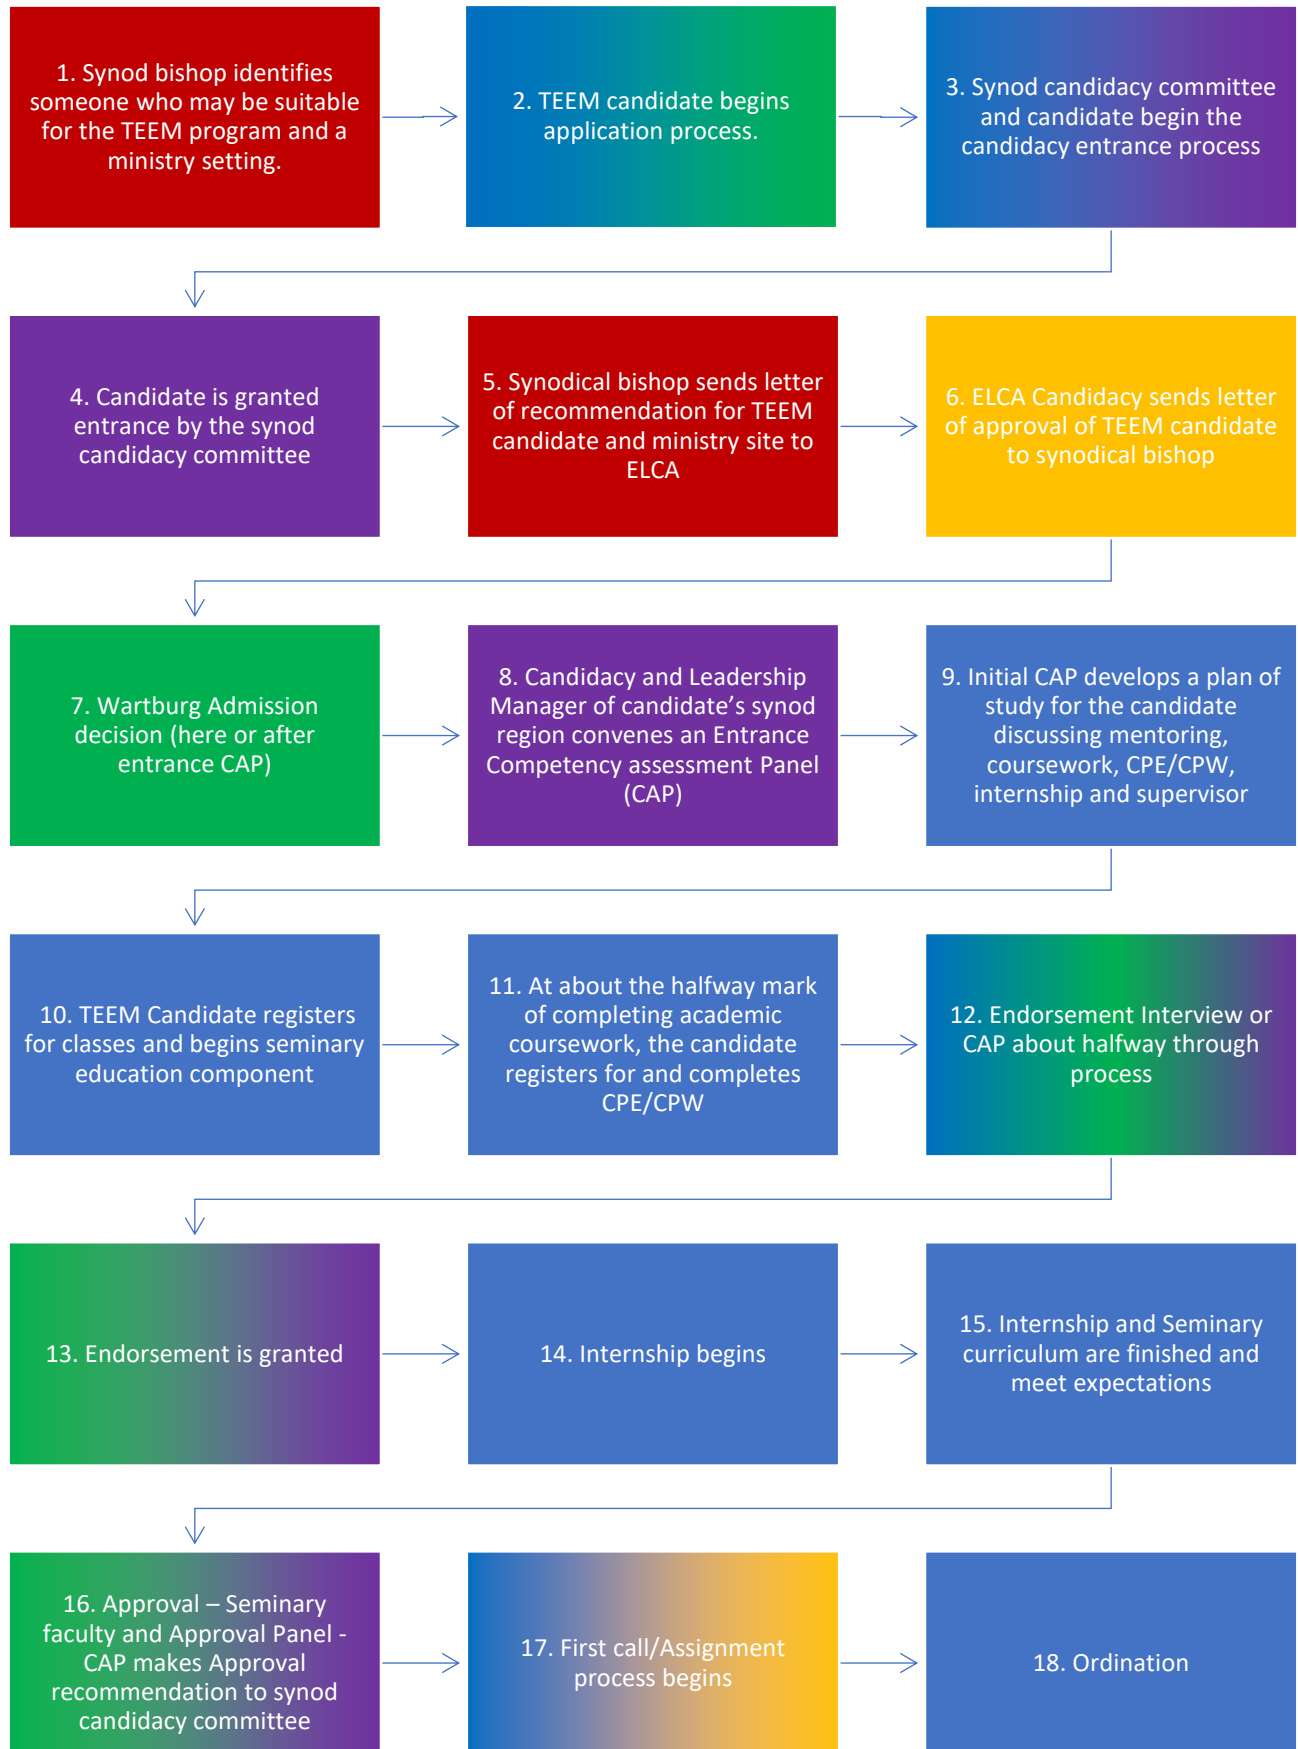 1. Synod bishop identifies
someone who may be suitable
for the TEEM program and a
ministry setting.
2. TEEM candidate begins
application process.
3. Synod candidacy committee
and candidate begin the
candidacy entrance process
4. Candidate is granted
entrance by the synod
candidacy committee
5. Synodical bishop sends letter
of recommendation for TEEM
candidate and ministry site to
ELCA
6. ELCA Candidacy sends letter
of approval of TEEM candidate
to synodical bishop
7. Wartburg Admission
decision (here or after
entrance CAP)
8. Candidacy and Leadership
Manager of candidate’s synod
region convenes an Entrance
Competency assessment Panel
(CAP)
9. Initial CAP develops a plan of
study for the candidate
discussing mentoring,
coursework, CPE/CPW,
internship and supervisor
10. TEEM Candidate registers
for classes and begins seminary
education component
11. At about the halfway mark
of completing academic
coursework, the candidate
registers for and completes
CPE/CPW
12. Endorsement Interview or
CAP about halfway through
process
13. Endorsement is granted
14. Internship begins
15. Internship and Seminary
curriculum are finished and
meet expectations
16. Approval – Seminary
faculty and Approval Panel -
CAP makes Approval
recommendation to synod
candidacy committee
17. First call/Assignment
process begins
18. Ordination